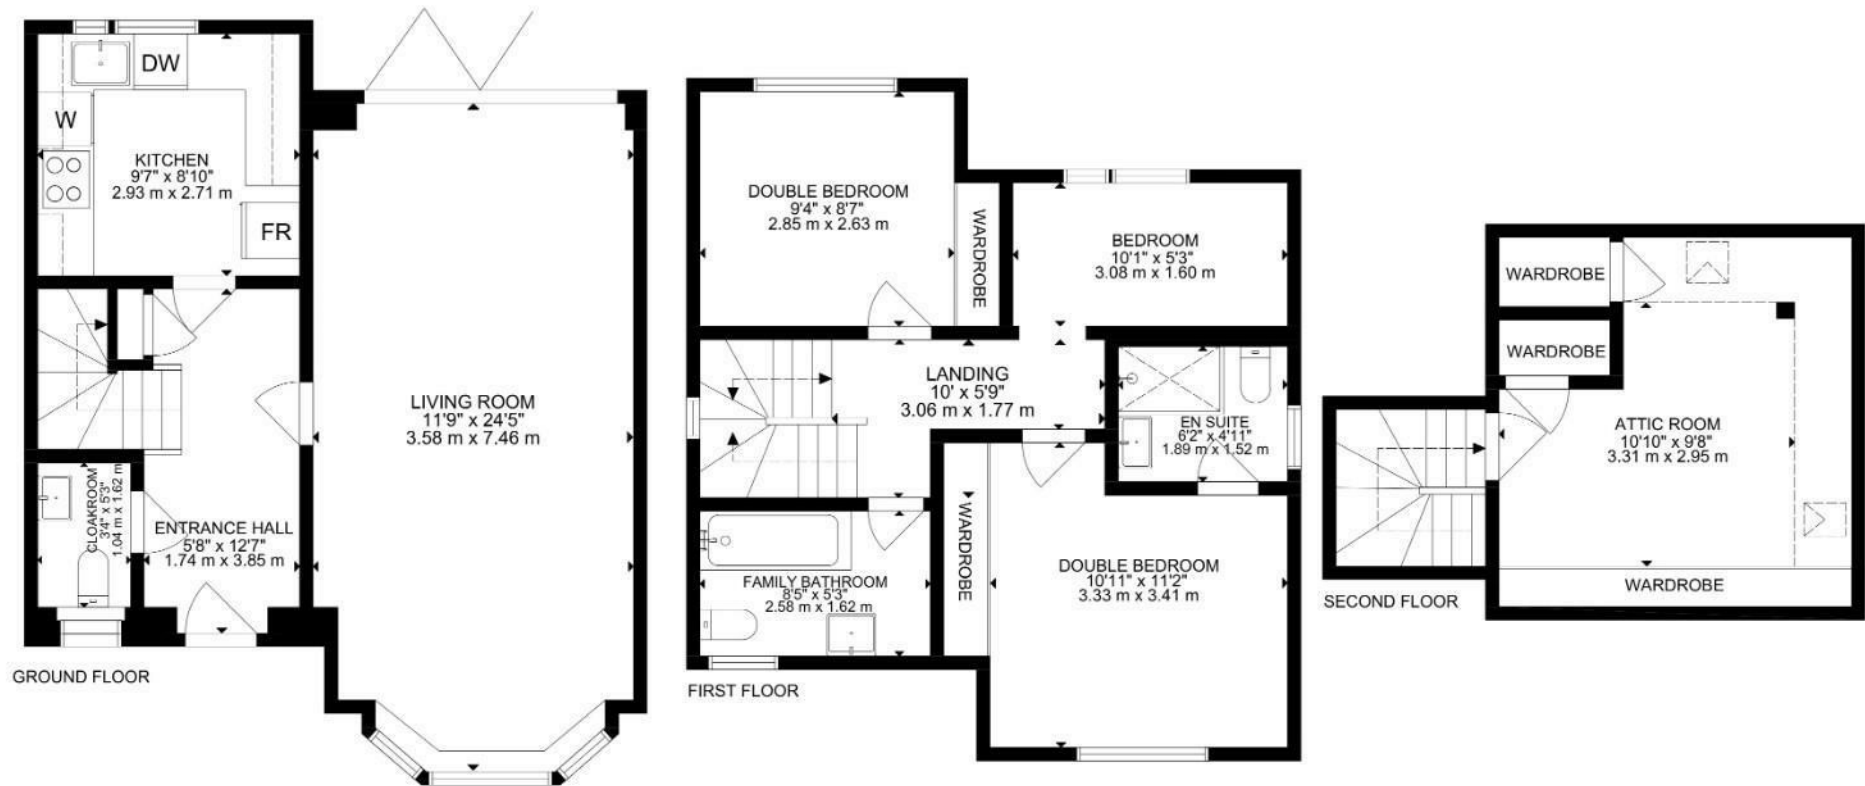 DW
W
KITCHEN
9'7" x 8'10"
2.93 m x 2.71 m
FR
LIVING ROOM
11'9" x 24'5"
3.58 m x 7.46 m
CLOAKROOM
3'4" x 5'3"
1.04 m x 1.62 m
ENTRANCE HALL
5'8" x 12'7"
1.74 m x 3.85 m
GROUND FLOOR
DOUBLE BEDROOM
9'4" x 8'7"
2.85 m x 2.63 m
WARDROBE
BEDROOM
10'1" x 5'3"
3.08 m x 1.60 m
LANDING
10' x 5'9"
3.06 m x 1.77 m
EN SUITE
6'2" x 4'11"
1.89 m x 1.52 m
WARDROBE
FAMILY BATHROOM
8'5" x 5'3"
2.58 m x 1.62 m
DOUBLE BEDROOM
10'11" x 11'2"
3.33 m x 3.41 m
FIRST FLOOR
WARDROBE
WARDROBE
ATTIC ROOM
10'10" x 9'8"
3.31 m x 2.95 m
WARDROBE
SECOND FLOOR